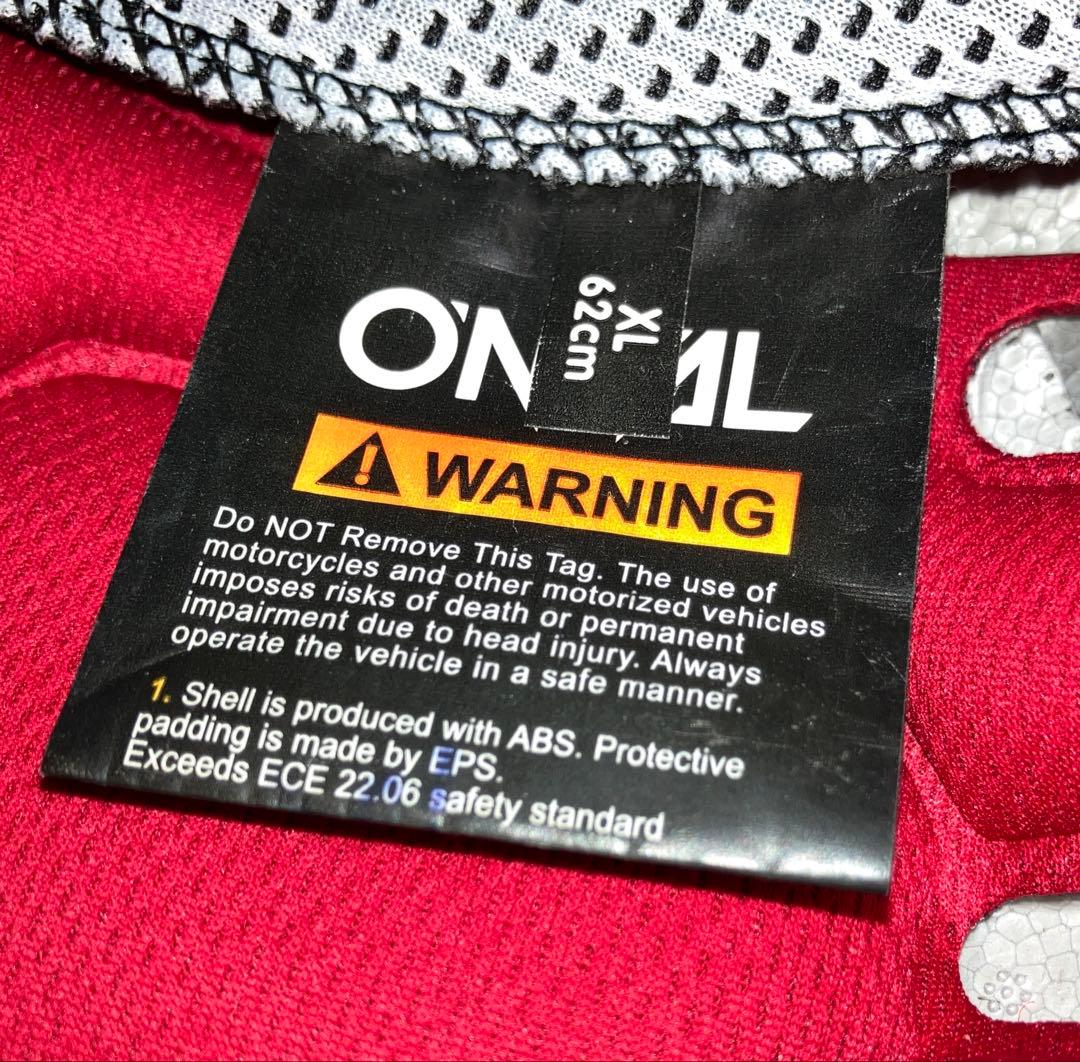 XL
62cm
O'N AL
WARNING
Do NOT Remove This Tag. The use of
motorcycles and other motorized vehicles
imposes risks of death or permanent
impairment due to head injury. Always
operate the vehicle in a safe manner.
1. Shell is produced with ABS. Protective
padding is made by EPS.
Exceeds ECE 22.06 safety standard